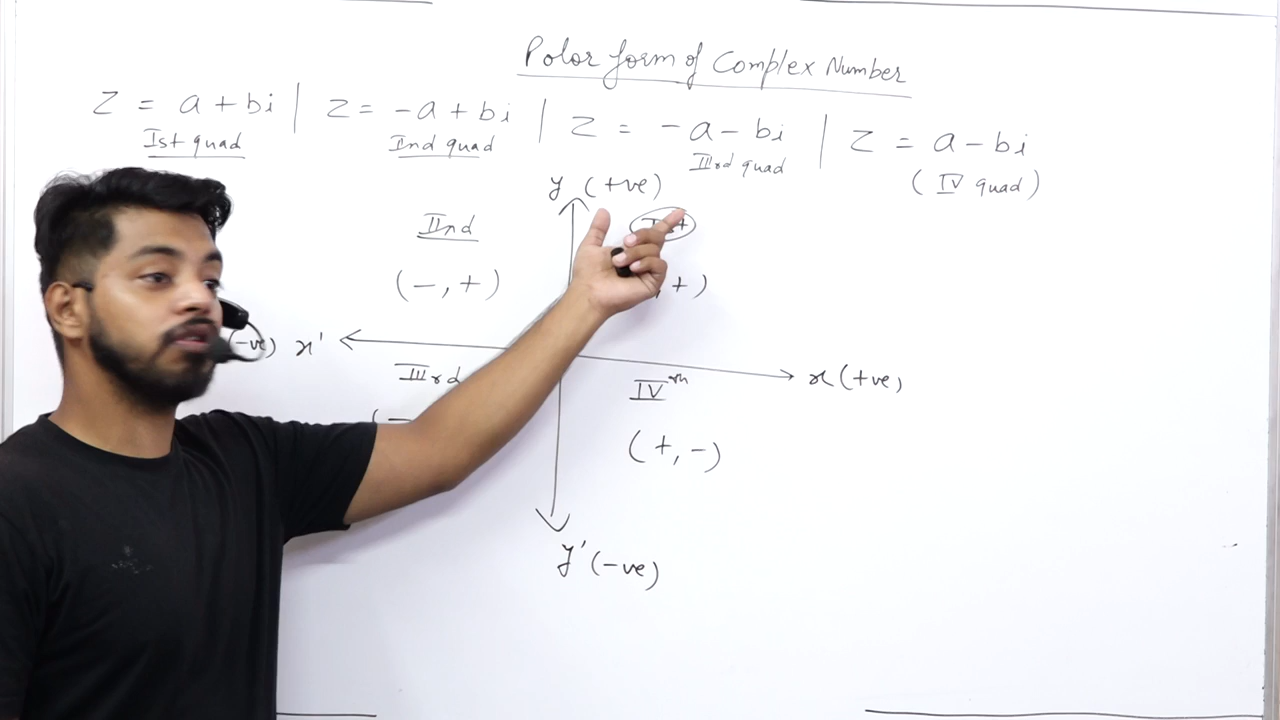 Polar form of Complex Number
Z = a + bi | Z = -a + bi | Z = -a - bi | Z = a - bi
Ist quad IInd quad IIIrd quad (IV quad)
y (+ve)
IInd
(-, +) , +)
(-ve) x' x (+ve)
IIIrd IVth
(- (+, -)
y' (-ve)